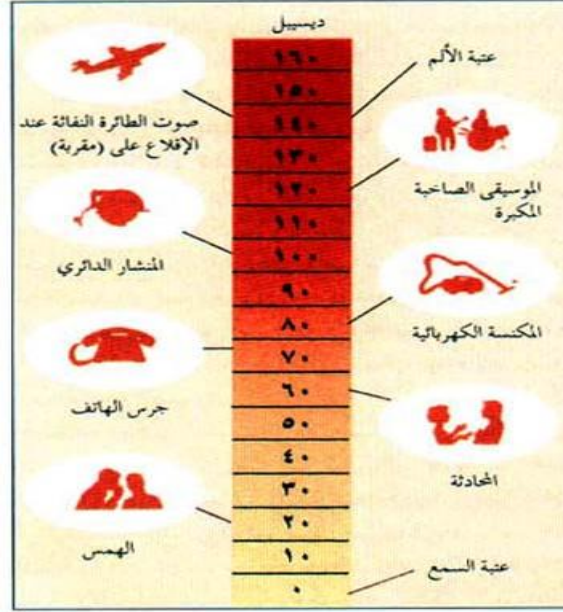 ديسيبل
١٦٠
١٥٠
١٤٠
١٣٠
١٢٠
١١٠
١٠٠
٩٠
٨٠
٧٠
٦٠
٥٠
٤٠
٣٠
٢٠
١٠
٠
عتبة الألم
الموسيقى الصاخبة
المكبرة
المكنسة الكهربائية
المحادثة
عتبة السمع
صوت الطائرة النفاثة عند
الإقلاع على (مقربة)
المنشار الدائري
جرس الهاتف
الهمس